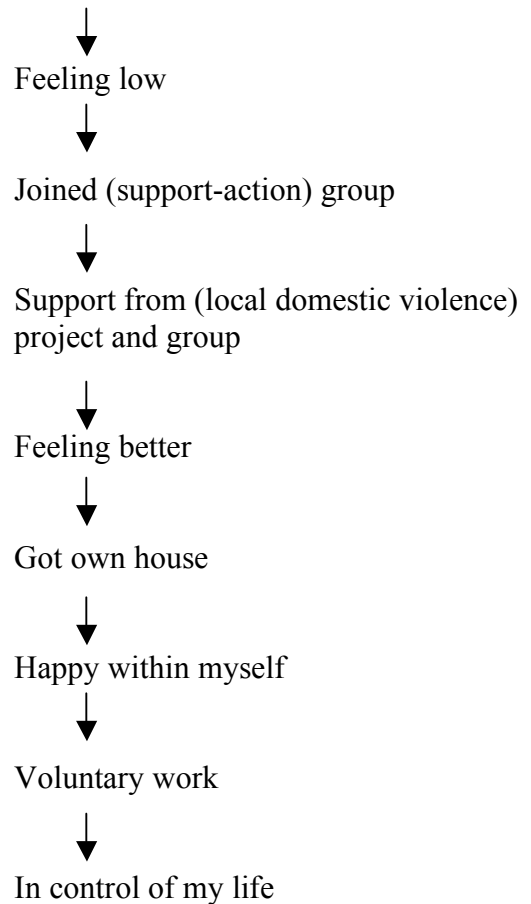 Feeling low
Joined (support-action) group
Support from (local domestic violence)
project and group
Feeling better
Got own house
Happy within myself
Voluntary work
In control of my life